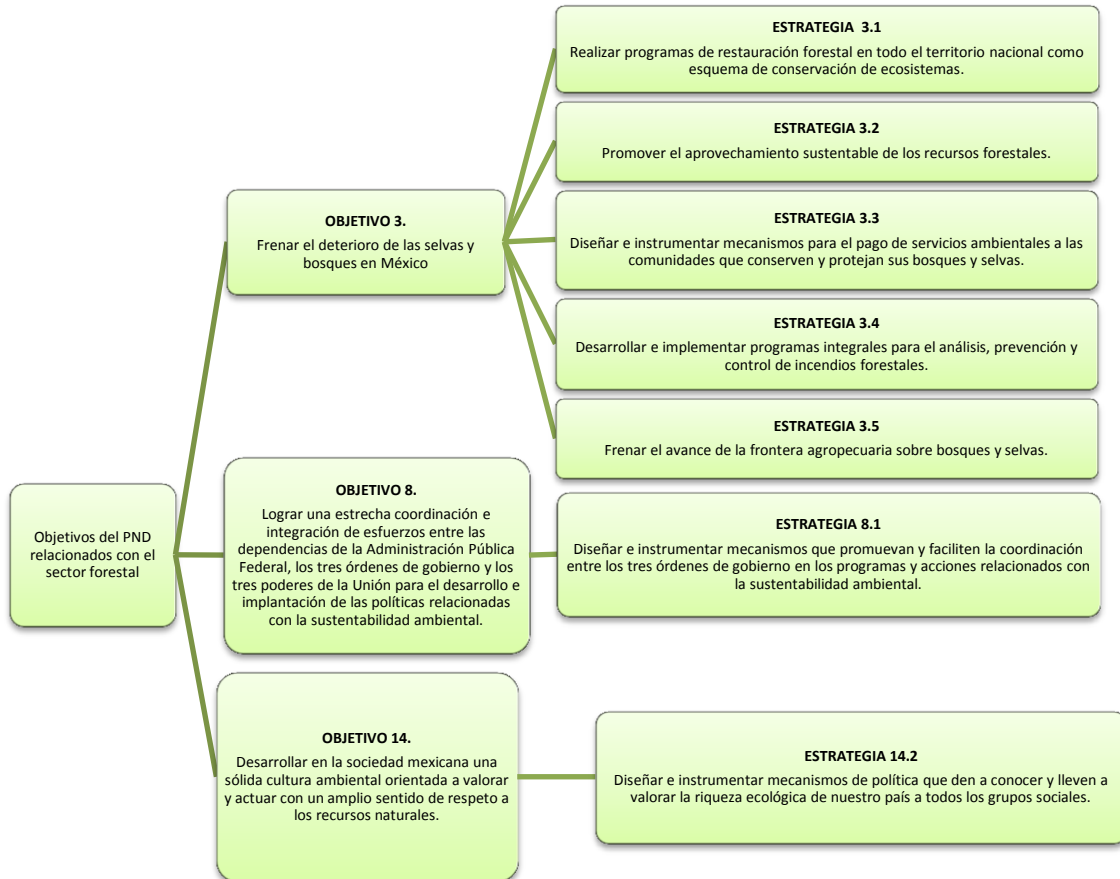 Objetivos del PND
relacionados con el
sector forestal
OBJETIVO 3.
Frenar el deterioro de las selvas y
bosques en México
ESTRATEGIA 3.1
Realizar programas de restauración forestal en todo el territorio nacional como
esquema de conservación de ecosistemas.
ESTRATEGIA 3.2
Promover el aprovechamiento sustentable de los recursos forestales.
ESTRATEGIA 3.3
Diseñar e instrumentar mecanismos para el pago de servicios ambientales a las
comunidades que conserven y protejan sus bosques y selvas.
ESTRATEGIA 3.4
Desarrollar e implementar programas integrales para el análisis, prevención y
control de incendios forestales.
ESTRATEGIA 3.5
Frenar el avance de la frontera agropecuaria sobre bosques y selvas.
OBJETIVO 8.
Lograr una estrecha coordinación e
integración de esfuerzos entre las
dependencias de la Administración Pública
Federal, los tres órdenes de gobierno y los
tres poderes de la Unión para el desarrollo e
implantación de las políticas relacionadas
con la sustentabilidad ambiental.
ESTRATEGIA 8.1
Diseñar e instrumentar mecanismos que promuevan y faciliten la coordinación
entre los tres órdenes de gobierno en los programas y acciones relacionados con
la sustentabilidad ambiental.
OBJETIVO 14.
Desarrollar en la sociedad mexicana una
sólida cultura ambiental orientada a valorar
y actuar con un amplio sentido de respeto a
los recursos naturales.
ESTRATEGIA 14.2
Diseñar e instrumentar mecanismos de política que den a conocer y lleven a
valorar la riqueza ecológica de nuestro país a todos los grupos sociales.